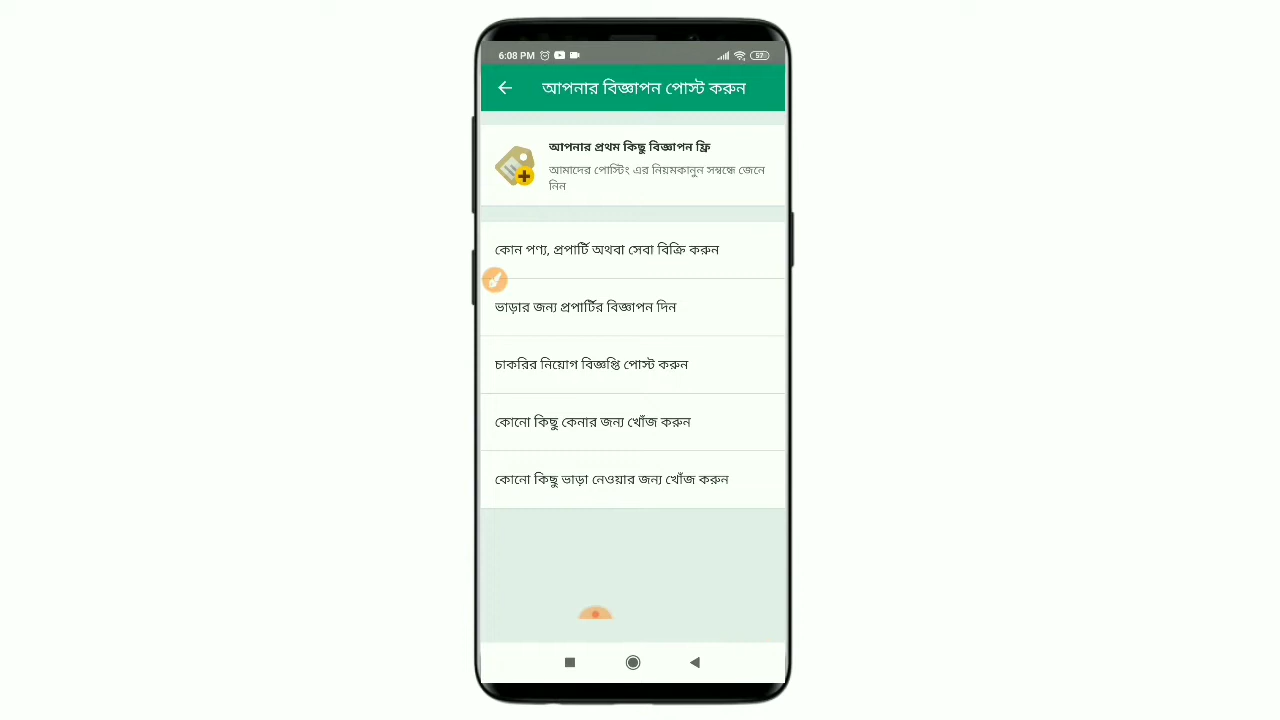 6:08 PM
57
আপনার বিজ্ঞাপন পোস্ট করুন
আপনার প্রথম কিছু বিজ্ঞাপন ফ্রি
আমাদের পোস্টিং এর নিয়মকানুন সম্বন্ধে জেনে
নিন
কোন পণ্য, প্রপার্টি অথবা সেবা বিক্রি করুন
ভাড়ার জন্য প্রপার্টির বিজ্ঞাপন দিন
চাকরির নিয়োগ বিজ্ঞপ্তি পোস্ট করুন
কোনো কিছু কেনার জন্য খোঁজ করুন
কোনো কিছু ভাড়া নেওয়ার জন্য খোঁজ করুন